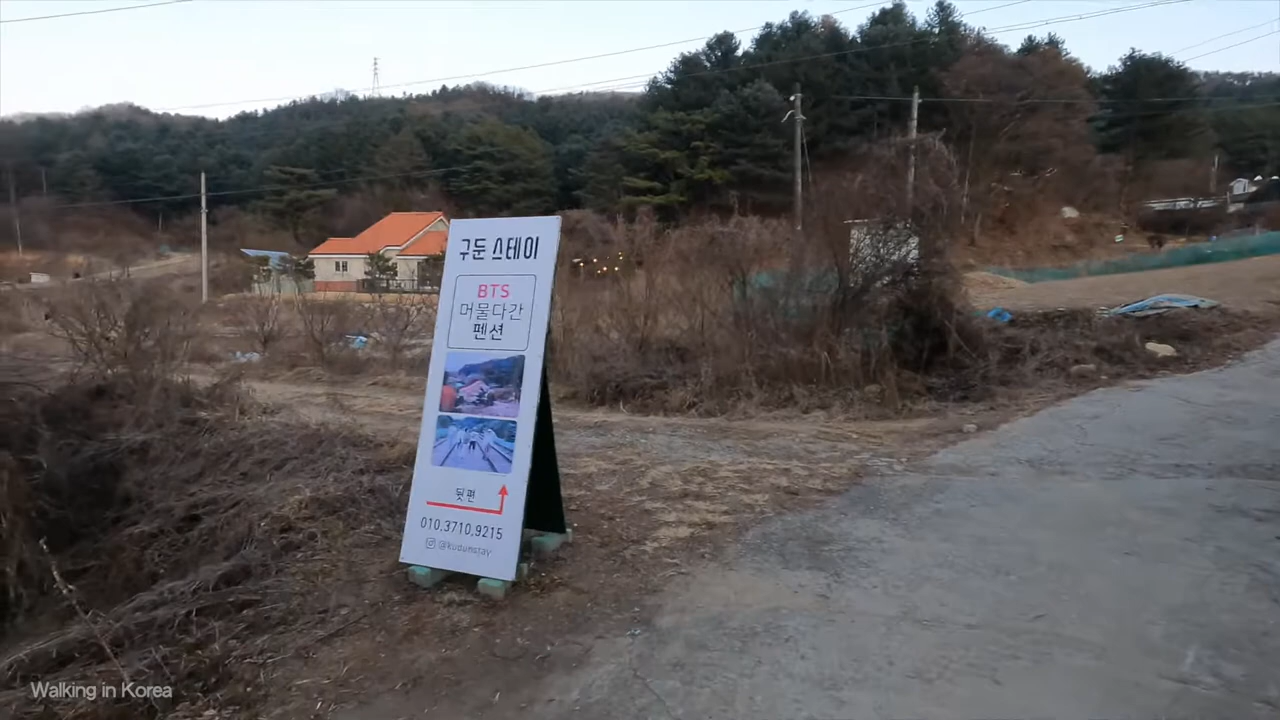 구둔 스테이
BTS
머물다간
펜션
뒷편
010.3710.9215
@kudunstay
Walking in Korea